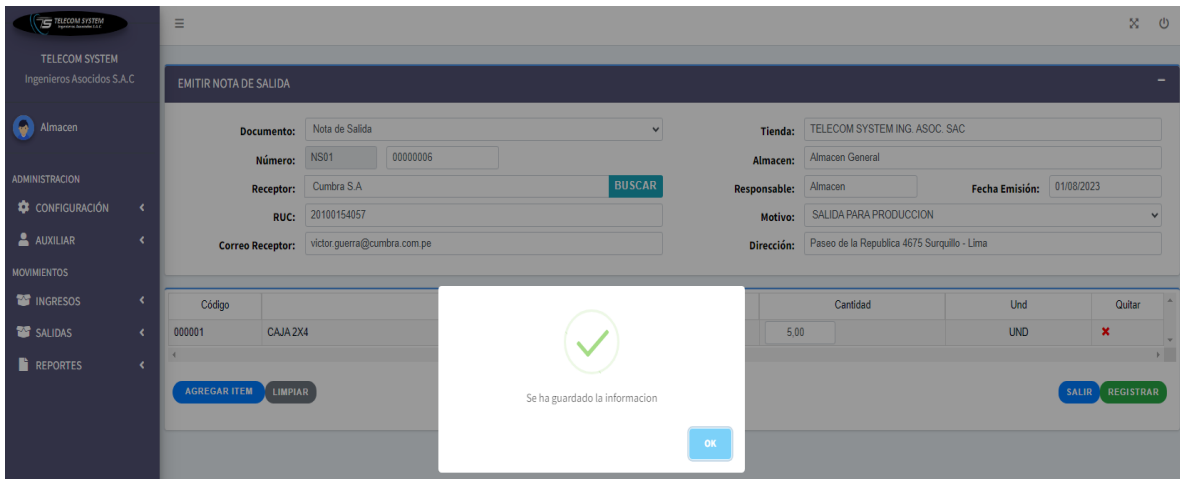 TELECOM SYSTEM
TELECOM SYSTEM
Ingenieros Asocidos S.A.C
Almacen
ADMINISTRACION
CONFIGURACIÓN
AUXILIAR
MOVIMIENTOS
INGRESOS
SALIDAS
REPORTES
EMITIR NOTA DE SALIDA
Documento: Nota de Salida
Tienda: TELECOM SYSTEM ING. ASOC. SAC
Número: NS01 00000006
Almacen: Almacen General
Receptor: Cumbra S.A BUSCAR
Responsable: Almacen Fecha Emisión: 01/08/2023
RUC: 20100154057
Motivo: SALIDA PARA PRODUCCION
Correo Receptor: victor.guerra@cumbra.com.pe
Dirección: Paseo de la Republica 4675 Surquillo - Lima
Código Cantidad Und Quitar
000001 CAJA 2X4 5,00 UND
AGREGAR ITEM LIMPIAR
SALIR REGISTRAR
Se ha guardado la informacion
OK